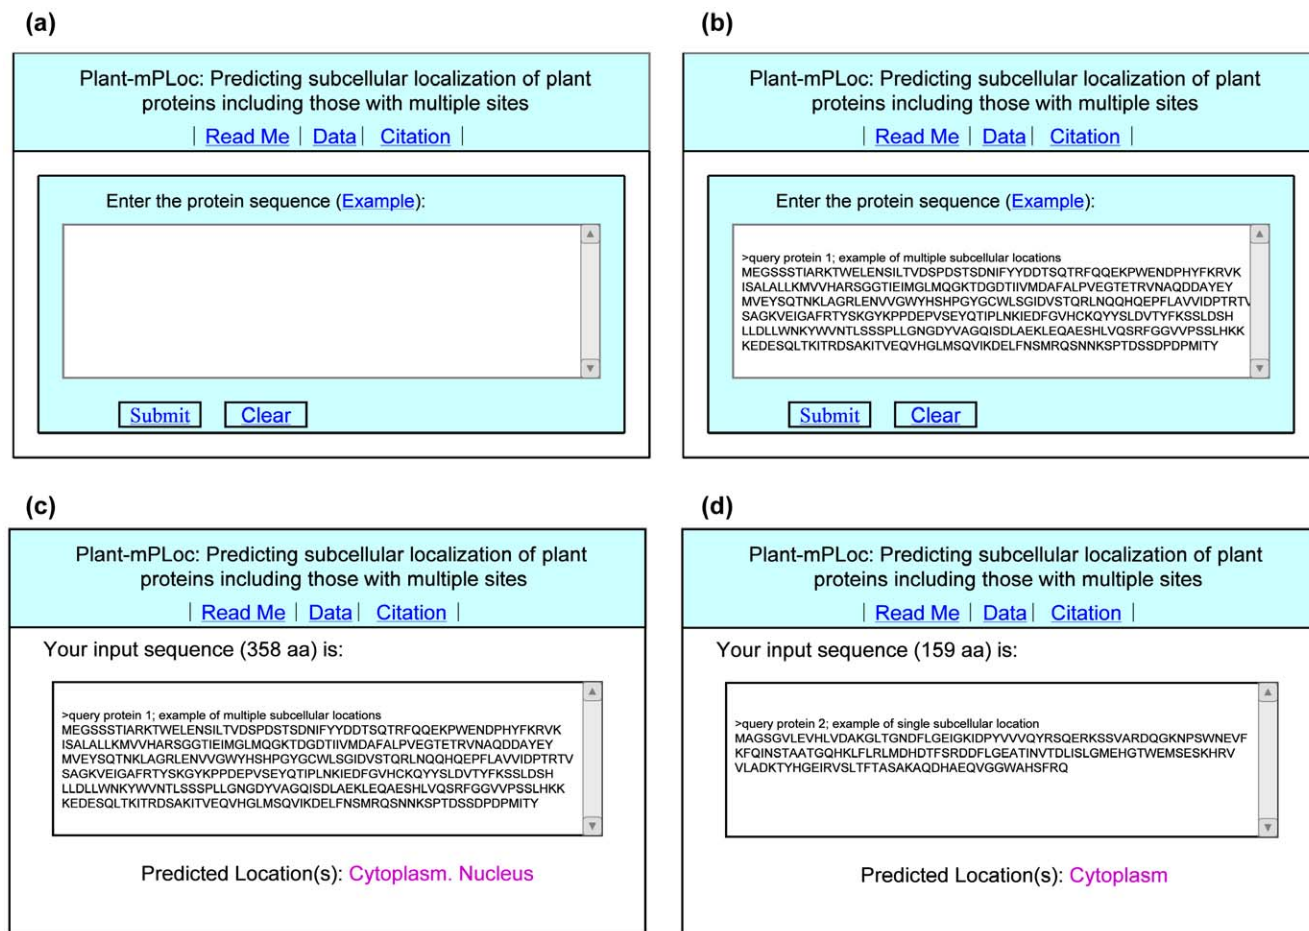 (a)
Plant-mPLoc: Predicting subcellular localization of plant
proteins including those with multiple sites
| Read Me | Data | Citation |
Enter the protein sequence (Example):
Submit Clear
(b)
Plant-mPLoc: Predicting subcellular localization of plant
proteins including those with multiple sites
| Read Me | Data | Citation |
Enter the protein sequence (Example):
>query protein 1; example of multiple subcellular locations
MEGSSSTIARKTWELENSILTVDSPDSTSDNIFYYDDTSQTRFQQEKPWENDPHYFKRVK
ISALALLKMVVHARSGGTIEIMGLMQGKTDGDTIIVMDAFALPVEGTETRVNAQDDAYEY
MVEYSQTNKLAGRLENVVGWYHSHPGYGCWLSGIDVSTQRLNQQHQEPFLAVVIDPTRTV
SAGKVEIGAFRTYSKGYKPPDEPVSEYQTIPLNKIEDFGVHCKQYYSLDVTYFKSSLDSH
LLDLLWNKYWVNTLSSSPLLGNGDYVAGQISDLAEKLEQAESHLVQSRFGGVVPSSLHKK
KEDESQLTKITRDSAKITVEQVHGLMSQVIKDELFNSMRQSNNKSPTDSSDPDPMITY
Submit Clear
(c)
Plant-mPLoc: Predicting subcellular localization of plant
proteins including those with multiple sites
| Read Me | Data | Citation |
Your input sequence (358 aa) is:
>query protein 1; example of multiple subcellular locations
MEGSSSTIARKTWELENSILTVDSPDSTSDNIFYYDDTSQTRFQQEKPWENDPHYFKRVK
ISALALLKMVVHARSGGTIEIMGLMQGKTDGDTIIVMDAFALPVEGTETRVNAQDDAYEY
MVEYSQTNKLAGRLENVVGWYHSHPGYGCWLSGIDVSTQRLNQQHQEPFLAVVIDPTRTV
SAGKVEIGAFRTYSKGYKPPDEPVSEYQTIPLNKIEDFGVHCKQYYSLDVTYFKSSLDSH
LLDLLWNKYWVNTLSSSPLLGNGDYVAGQISDLAEKLEQAESHLVQSRFGGVVPSSLHKK
KEDESQLTKITRDSAKITVEQVHGLMSQVIKDELFNSMRQSNNKSPTDSSDPDPMITY
Predicted Location(s): Cytoplasm. Nucleus
(d)
Plant-mPLoc: Predicting subcellular localization of plant
proteins including those with multiple sites
| Read Me | Data | Citation |
Your input sequence (159 aa) is:
>query protein 2; example of single subcellular location
MAGSGVLEVHLVDAKGLTGNDFLGEIGKIDPYVVVQYRSQERKSSVARDQGKNPSWNEVF
KFQINSTAATGQHKLFLRLMDHDTFSRDDFLGEATINVTDLISLGMEHGTWEMSESKHRV
VLADKTYHGEIRVSLTFTASAKAQDHAEQVGGWAHSFRQ
Predicted Location(s): Cytoplasm